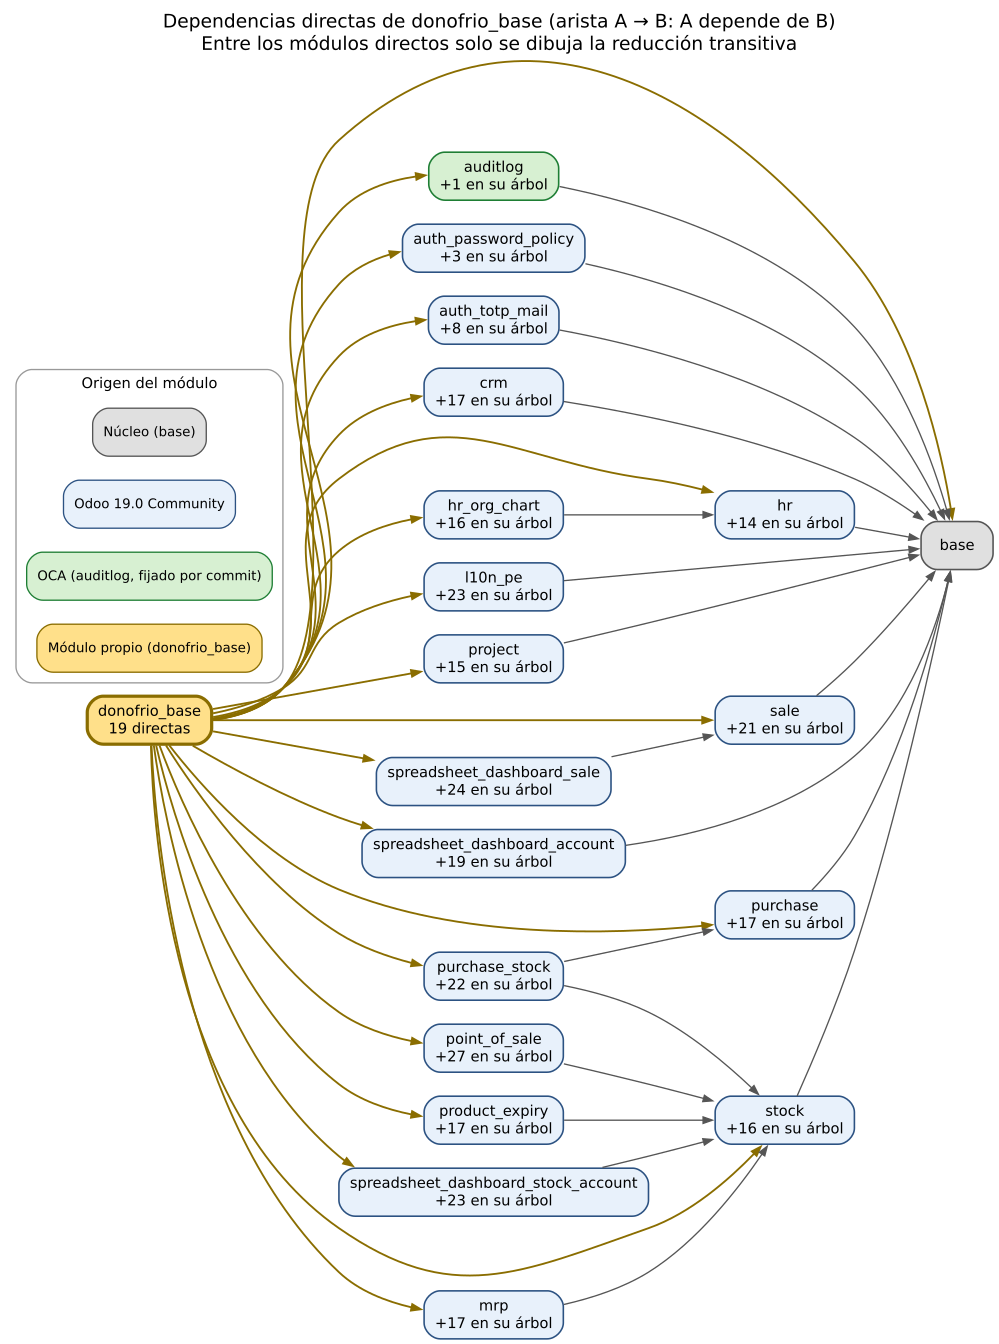 Dependencias directas de donofrio_base (arista A → B: A depende de B)
Entre los módulos directos solo se dibuja la reducción transitiva
auditlog
+1 en su árbol
auth_password_policy
+3 en su árbol
auth_totp_mail
+8 en su árbol
crm
+17 en su árbol
Origen del módulo
Núcleo (base)
Odoo 19.0 Community
OCA (auditlog, fijado por commit)
Módulo propio (donofrio_base)
hr_org_chart
+16 en su árbol
hr
+14 en su árbol
base
l10n_pe
+23 en su árbol
project
+15 en su árbol
donofrio_base
19 directas
sale
+21 en su árbol
spreadsheet_dashboard_sale
+24 en su árbol
spreadsheet_dashboard_account
+19 en su árbol
purchase
+17 en su árbol
purchase_stock
+22 en su árbol
point_of_sale
+27 en su árbol
product_expiry
+17 en su árbol
stock
+16 en su árbol
spreadsheet_dashboard_stock_account
+23 en su árbol
mrp
+17 en su árbol